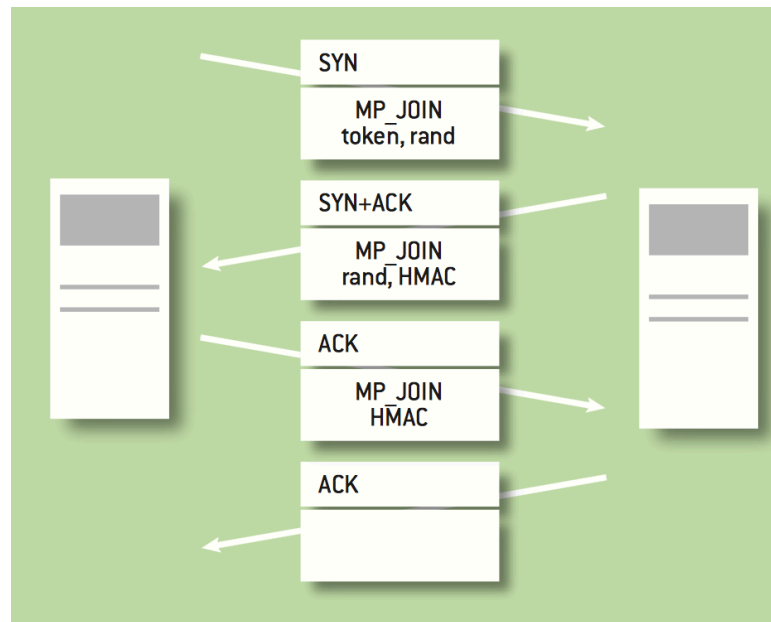 SYN
MP_JOIN
token, rand
SYN+ACK
MP_JOIN
rand, HMAC
ACK
MP_JOIN
HMAC
ACK